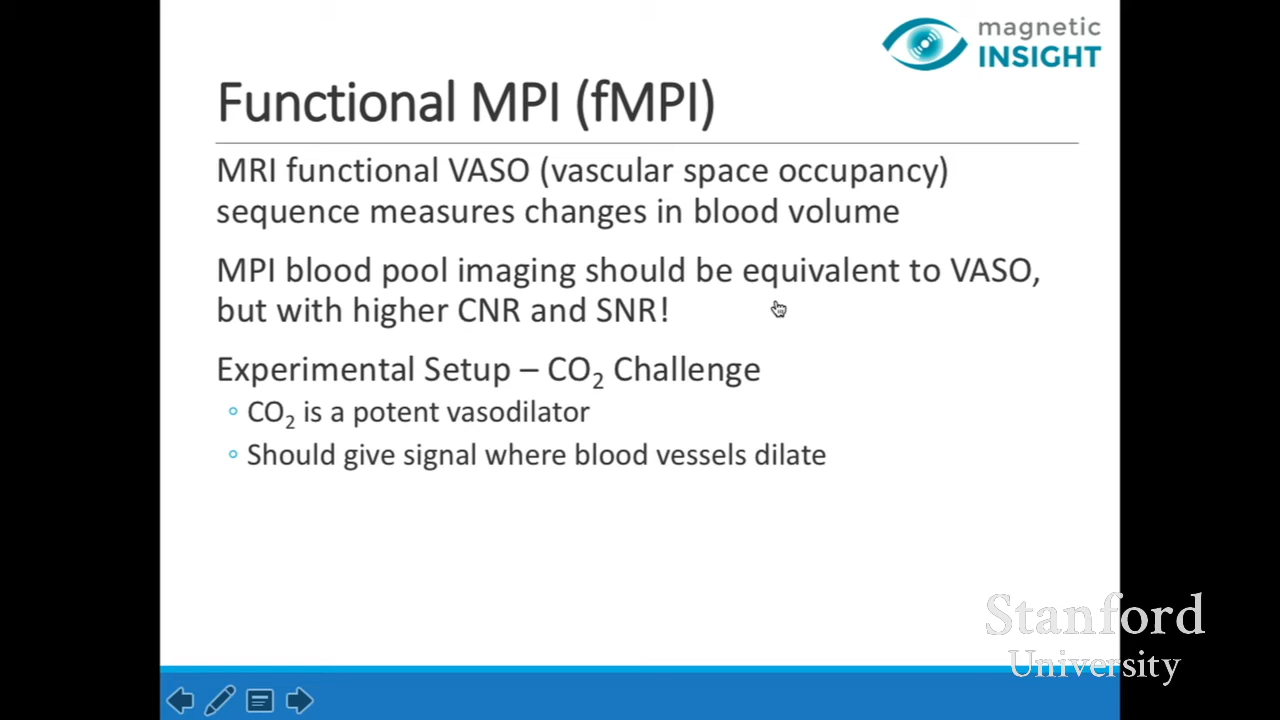 magnetic
INSIGHT
Functional MPI (fMPI)
MRI functional VASO (vascular space occupancy)
sequence measures changes in blood volume
MPI blood pool imaging should be equivalent to VASO,
but with higher CNR and SNR!
Experimental Setup – CO₂ Challenge
◦ CO₂ is a potent vasodilator
◦ Should give signal where blood vessels dilate
Stanford
University